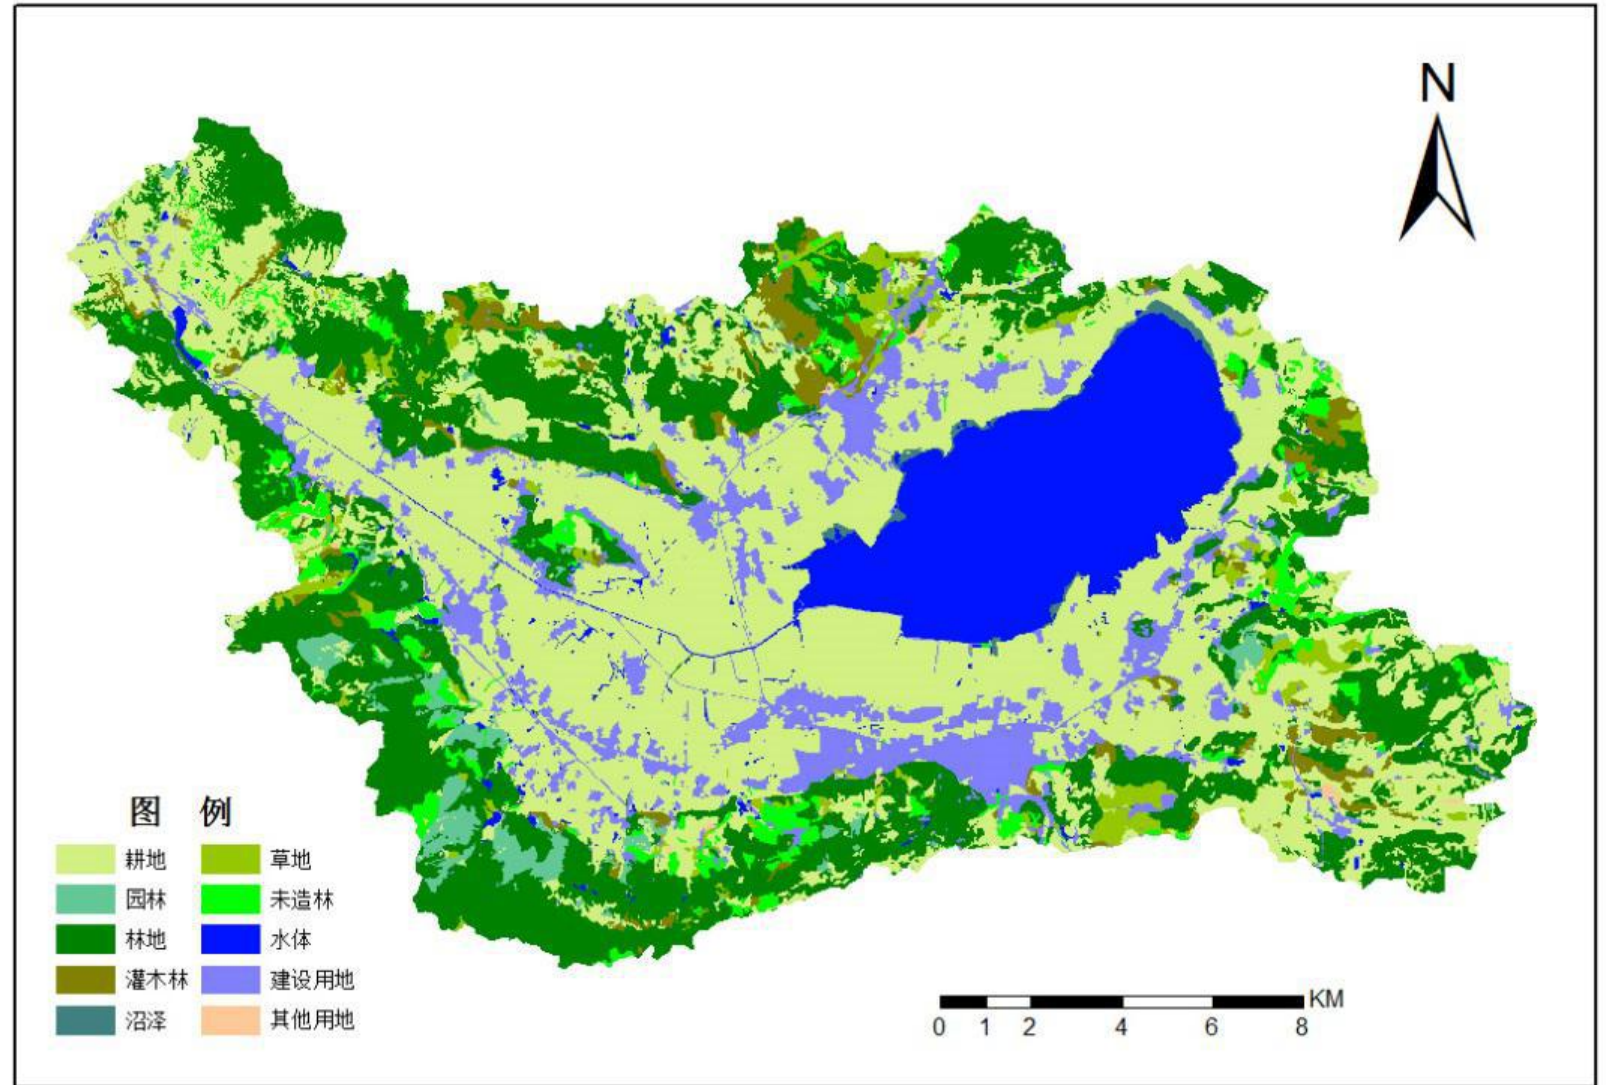 N
图 例
耕地 草地
园林 未造林
林地 水体
灌木林 建设用地
沼泽 其他用地
KM
0 1 2 4 6 8